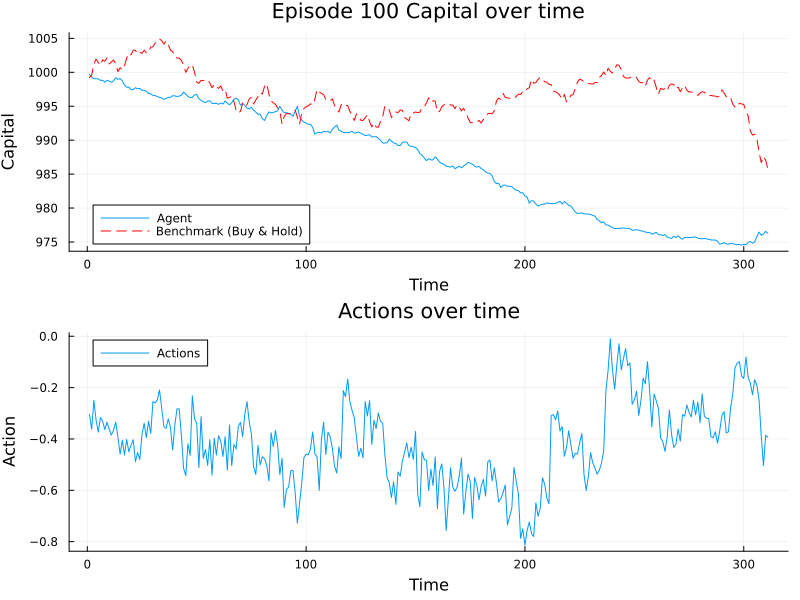 Episode 100 Capital over time
1005
1000
995
990
985
980
975
Capital
Agent
Benchmark (Buy & Hold)
0
100
200
300
Time
Actions over time
0.0
−0.2
−0.4
−0.6
−0.8
Action
Actions
0
100
200
300
Time